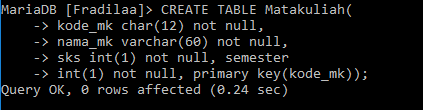 MariaDB [Fradilaa]> CREATE TABLE Matakuliah(
-> kode_mk char(12) not null,
-> nama_mk varchar(60) not null,
-> sks int(1) not null, semester
-> int(1) not null, primary key(kode_mk));
Query OK, 0 rows affected (0.24 sec)